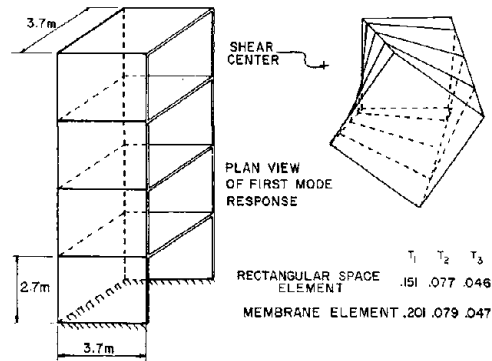 3.7m
SHEAR
CENTER
PLAN VIEW
OF FIRST MODE
RESPONSE
2.7m
3.7m
T1 T2 T3
RECTANGULAR SPACE
ELEMENT .151 .077 .046
MEMBRANE ELEMENT .201 .079 .047